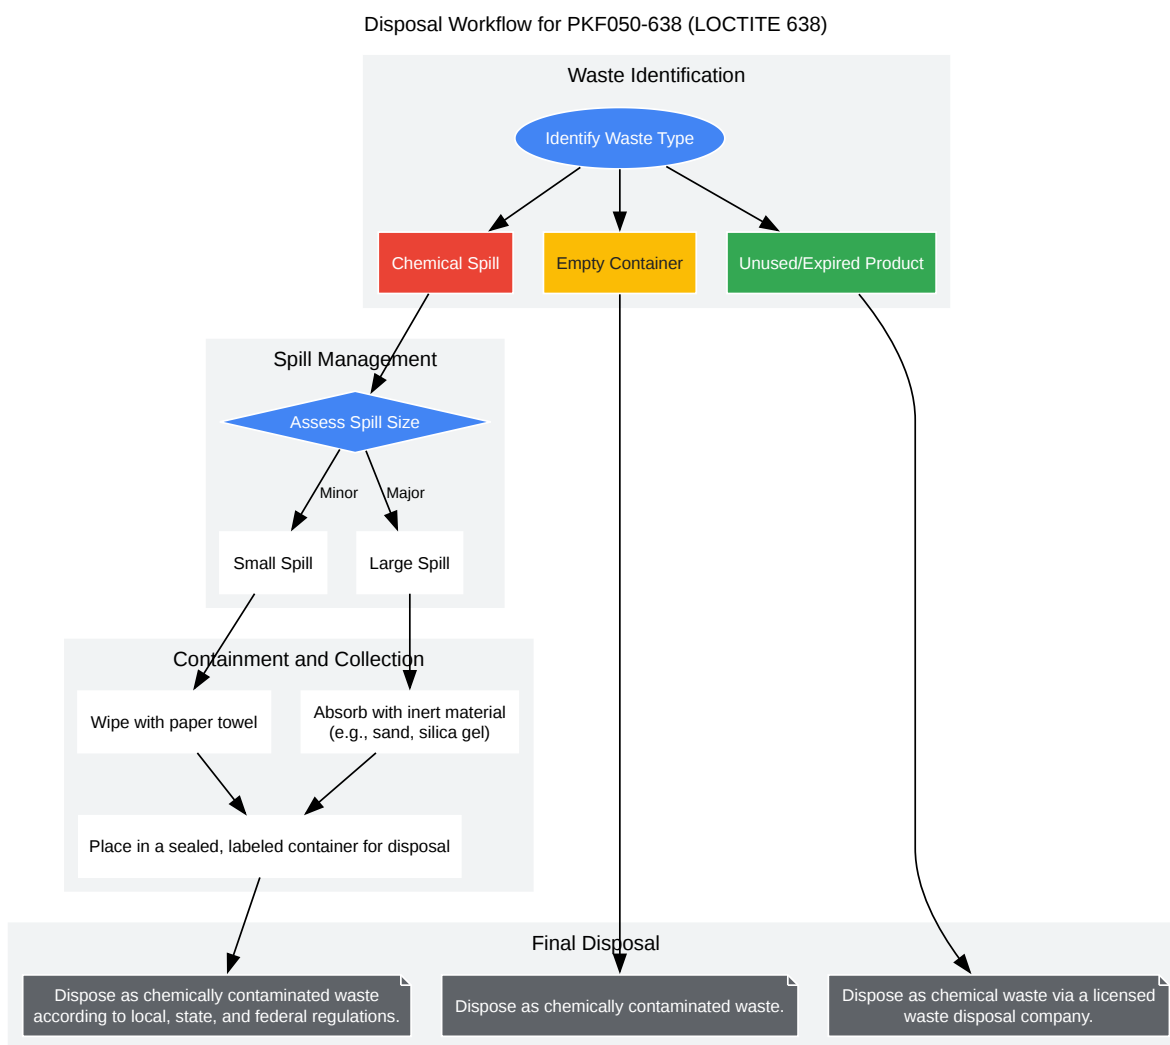 Disposal Workflow for PKF050-638 (LOCTITE 638)
Waste Identification
Identify Waste Type
Chemical Spill
Empty Container
Unused/Expired Product
Spill Management
Assess Spill Size
Minor
Major
Small Spill
Large Spill
Containment and Collection
Wipe with paper towel
Absorb with inert material
(e.g., sand, silica gel)
Place in a sealed, labeled container for disposal
Final Disposal
Dispose as chemically contaminated waste
according to local, state, and federal regulations.
Dispose as chemically contaminated waste.
Dispose as chemical waste via a licensed
waste disposal company.